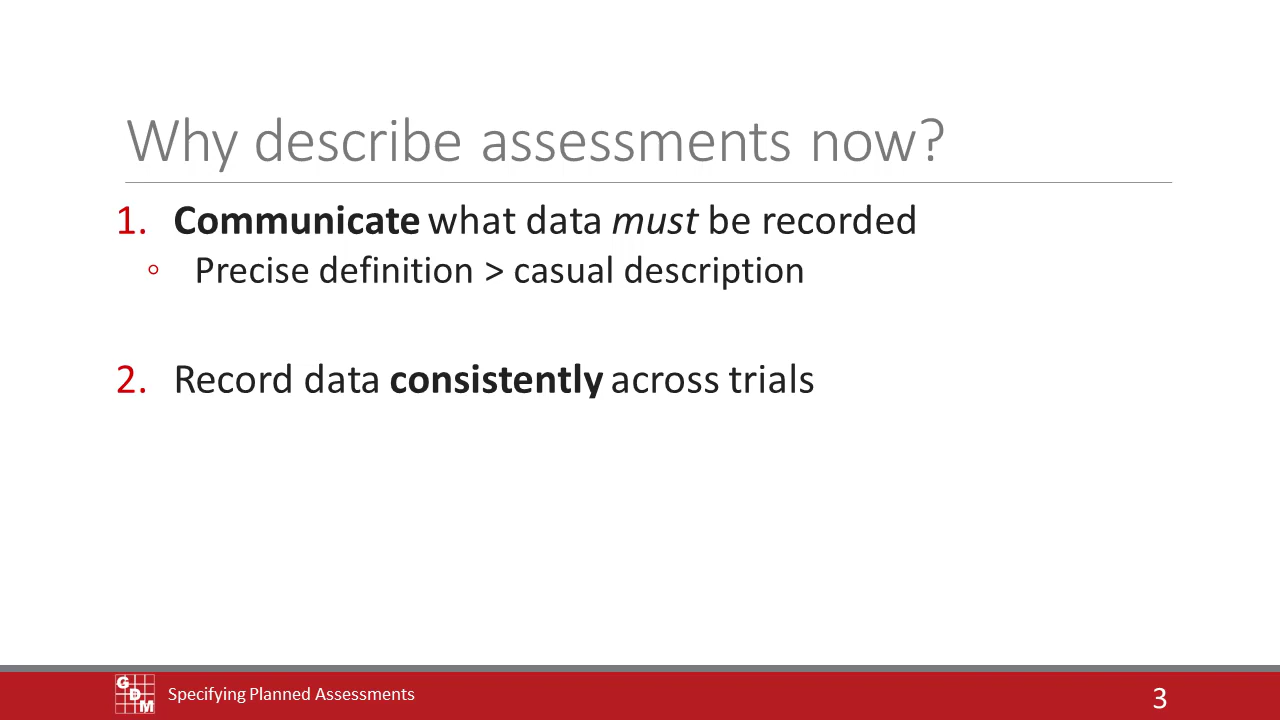 Why describe assessments now?
1. Communicate what data must be recorded
◦ Precise definition > casual description
2. Record data consistently across trials
GDM
Specifying Planned Assessments
3